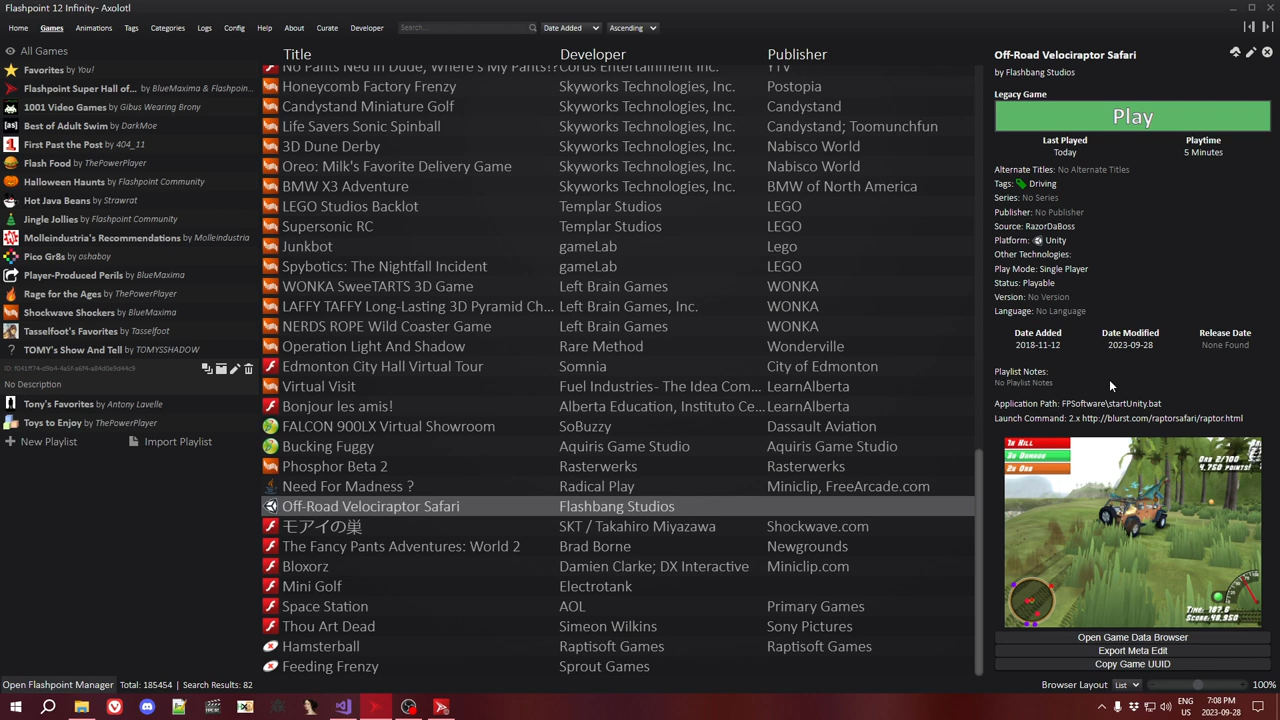 Flashpoint 12 Infinity- Axolotl
Home Games Animations Tags Categories Logs Config Help About Curate Developer Search... Date Added Ascending
All Games
Favorites by You!
Flashpoint Super Hall of... by BlueMaxima & Flashpoin...
1001 Video Games by Gibus Wearing Brony
[as] Best of Adult Swim by DarkMoe
First Past the Post by 404_11
Flash Food by ThePowerPlayer
Halloween Haunts by Flashpoint Community
Hot Java Beans by Strawrat
Jingle Jollies by Flashpoint Community
Molleindustria's Recommendations by Molleindustria
Pico Gr8s by oshaboy
Player-Produced Perils by BlueMaxima
Rage for the Ages by ThePowerPlayer
Shockwave Shockers by BlueMaxima
Tasselfoot's Favorites by Tasselfoot
? TOMY's Show And Tell by TOMYSSHADOW
No Description
Tony's Favorites by Antony Lavelle
Toys to Enjoy by ThePowerPlayer
New Playlist Import Playlist
Title Developer Publisher
No Pants Ned in Dude, Where's My Pants!? Corus Entertainment Inc. YTV
Honeycomb Factory Frenzy Skyworks Technologies, Inc. Postopia
Candystand Miniature Golf Skyworks Technologies, Inc. Candystand
Life Savers Sonic Spinball Skyworks Technologies, Inc. Candystand; Toomunchfun
3D Dune Derby Skyworks Technologies, Inc. Nabisco World
Oreo: Milk's Favorite Delivery Game Skyworks Technologies, Inc. Nabisco World
BMW X3 Adventure Skyworks Technologies, Inc. BMW of North America
LEGO Studios Backlot Templar Studios LEGO
Supersonic RC Templar Studios LEGO
Junkbot gameLab Lego
Spybotics: The Nightfall Incident gameLab LEGO
WONKA SweeTARTS 3D Game Left Brain Games WONKA
LAFFY TAFFY Long-Lasting 3D Pyramid Ch... Left Brain Games, Inc. WONKA
NERDS ROPE Wild Coaster Game Left Brain Games WONKA
Operation Light And Shadow Rare Method Wonderville
Edmonton City Hall Virtual Tour Somnia City of Edmonton
Virtual Visit Fuel Industries- The Idea Com... LearnAlberta
Bonjour les amis! Alberta Education, Instituto Ce... LearnAlberta
FALCON 900LX Virtual Showroom SoBuzzy Dassault Aviation
Bucking Fuggy Aquiris Game Studio Aquiris Game Studio
Phosphor Beta 2 Rasterwerks Rasterwerks
Need For Madness ? Radical Play Miniclip, FreeArcade.com
Off-Road Velociraptor Safari Flashbang Studios
モアイの巣 SKT / Takahiro Miyazawa Shockwave.com
The Fancy Pants Adventures: World 2 Brad Borne Newgrounds
Bloxorz Damien Clarke; DX Interactive Miniclip.com
Mini Golf Electrotank
Space Station AOL Primary Games
Thou Art Dead Simeon Wilkins Sony Pictures
Hamsterball Raptisoft Games Raptisoft Games
Feeding Frenzy Sprout Games
Off-Road Velociraptor Safari
by Flashbang Studios
Legacy Game
Play
Last Played Playtime
Today 5 Minutes
Alternate Titles: No Alternate Titles
Tags: Driving
Series: No Series
Publisher: No Publisher
Source: RazorDaBoss
Platform: Unity
Other Technologies:
Play Mode: Single Player
Status: Playable
Version: No Version
Language: No Language
Date Added Date Modified Release Date
2018-11-12 2023-09-28 None Found
Playlist Notes:
No Playlist Notes
Application Path: FPSoftware\startUnity.bat
Launch Command: 2.x http://blurst.com/raptorsafari/raptor.html
1x Kill
2x Orb
Orb 2/100
4,750 points!
Open Game Data Browser
Export Meta Edit
Copy Game UUID
Open Flashpoint Manager Total: 185454 | Search Results: 82 Browser Layout List 100%
ENG 7:08 PM
US 2023-09-28